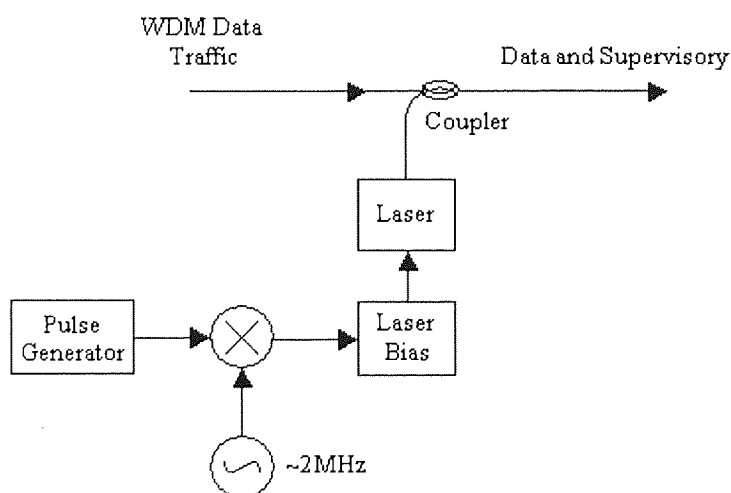 WDM Data
Traffic
Data and Supervisory
Coupler
Laser
Pulse
Generator
Laser
Bias
~2MHz